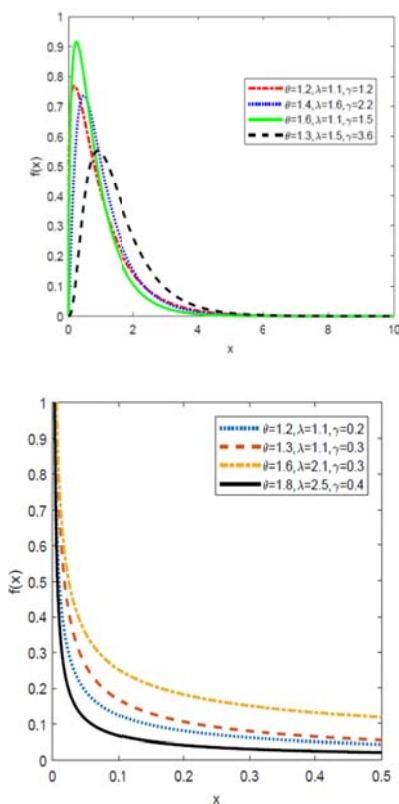 1
0.9
0.8
0.7
0.6
0.5
0.4
0.3
0.2
0.1
0
f(x)
θ=1.2,λ=1.1,γ=1.2
θ=1.4,λ=1.6,γ=2.2
θ=1.6,λ=1.1,γ=1.5
θ=1.3,λ=1.5,γ=3.6
0 2 4 6 8 10
x
1
0.9
0.8
0.7
0.6
0.5
0.4
0.3
0.2
0.1
0
f(x)
θ=1.2,λ=1.1,γ=0.2
θ=1.3,λ=1.1,γ=0.3
θ=1.6,λ=2.1,γ=0.3
θ=1.8,λ=2.5,γ=0.4
0 0.1 0.2 0.3 0.4 0.5
x